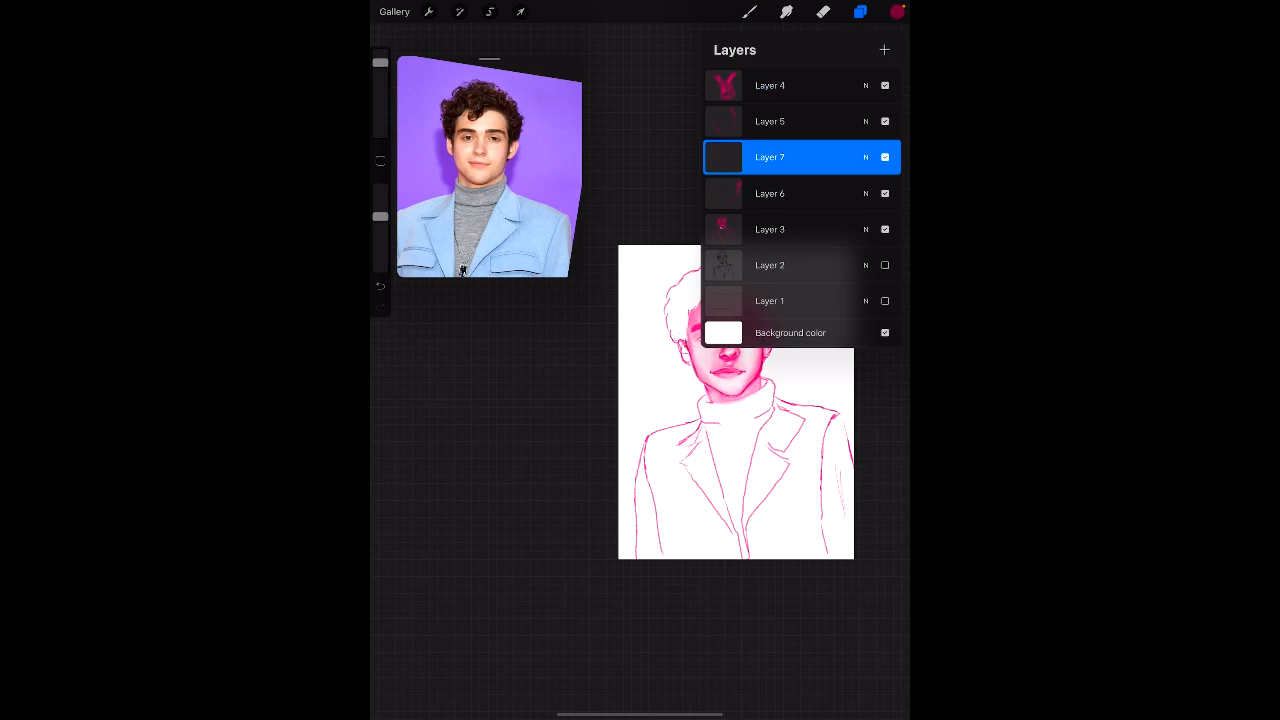 Gallery
Layers
Layer 4 N
Layer 5 N
Layer 7 N
Layer 6 N
Layer 3 N
Layer 2 N
Layer 1 N
Background color